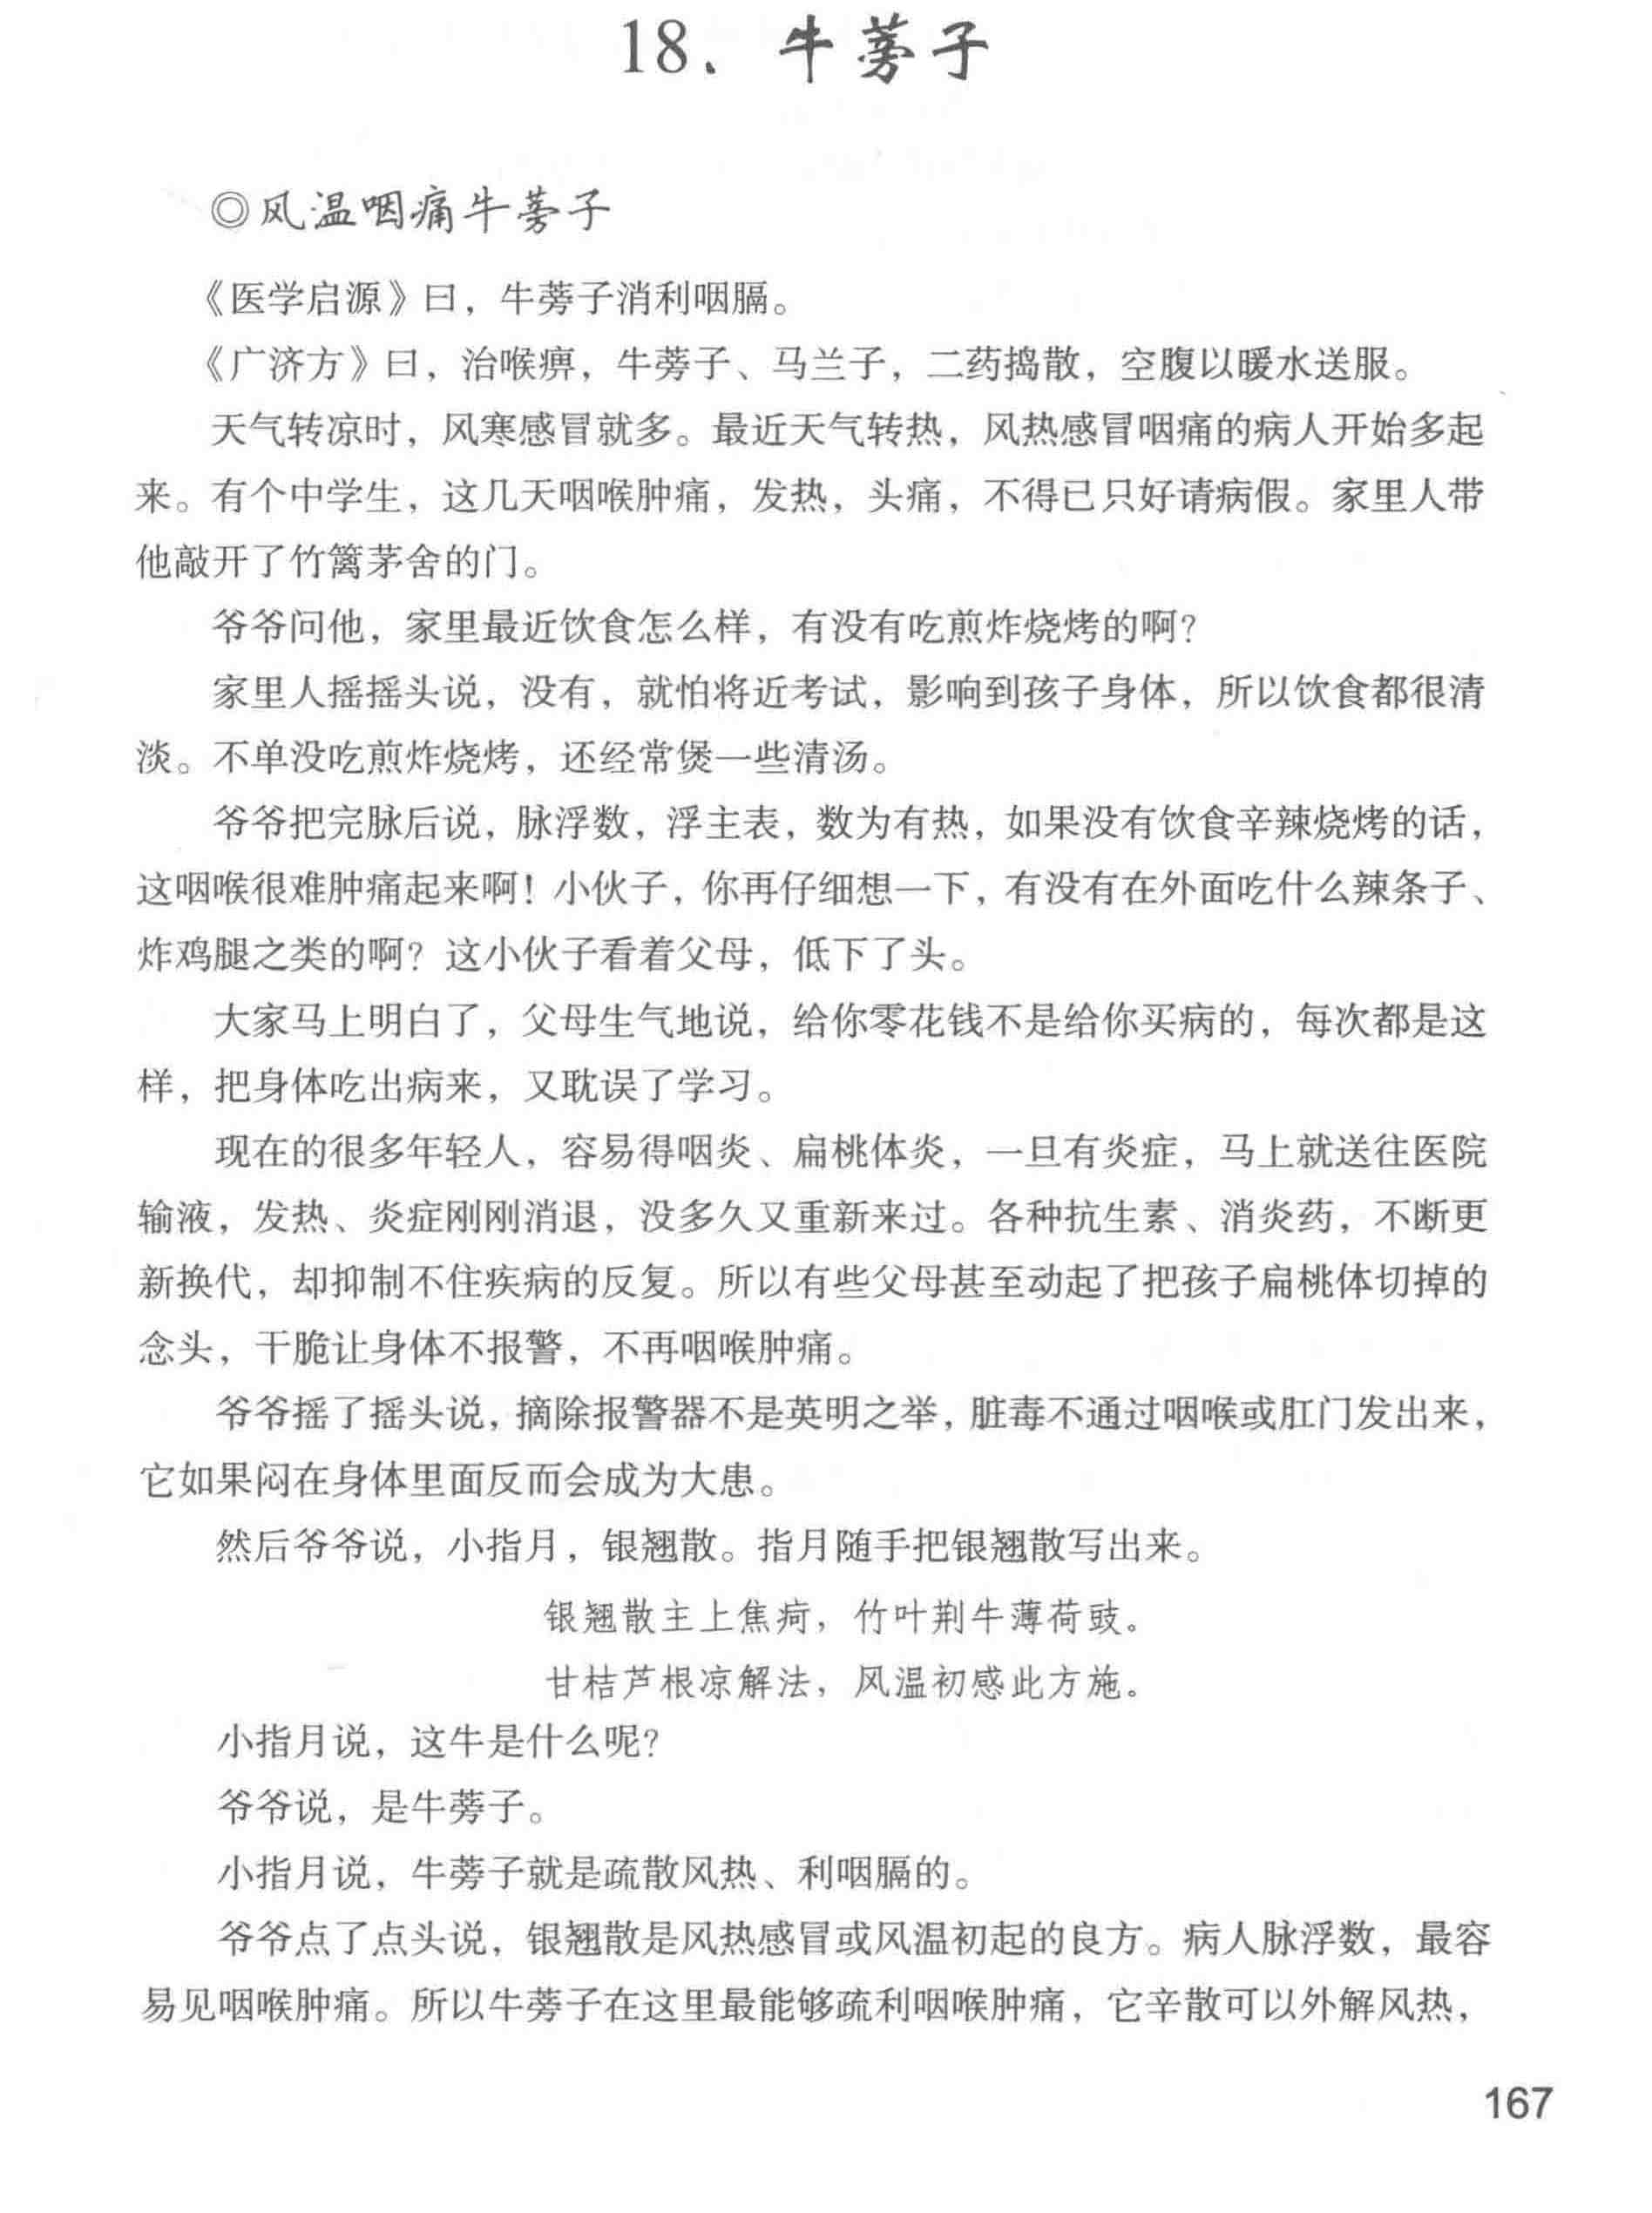 18．牛蒡子
◎风温咽痛牛蒡子
《医学启源》曰，牛蒡子消利咽膈。
《广济方》曰，治喉痹，牛蒡子、马兰子，二药捣散，空腹以暖水送服。
天气转凉时，风寒感冒就多。最近天气转热，风热感冒咽痛的病人开始多起
来。有个中学生，这几天咽喉肿痛，发热，头痛，不得已只好请病假。家里人带
他敲开了竹篱茅舍的门。
爷爷问他，家里最近饮食怎么样，有没有吃煎炸烧烤的啊？
家里人摇摇头说，没有，就怕将近考试，影响到孩子身体，所以饮食都很清
淡。不单没吃煎炸烧烤，还经常煲一些清汤。
爷爷把完脉后说，脉浮数，浮主表，数为有热，如果没有饮食辛辣烧烤的话，
这咽喉很难肿痛起来啊！小伙子，你再仔细想一下，有没有在外面吃什么辣条子、
炸鸡腿之类的啊？这小伙子看着父母，低下了头。
大家马上明白了，父母生气地说，给你零花钱不是给你买病的，每次都是这
样，把身体吃出病来，又耽误了学习。
现在的很多年轻人，容易得咽炎、扁桃体炎，一旦有炎症，马上就送往医院
输液，发热、炎症刚刚消退，没多久又重新来过。各种抗生素、消炎药，不断更
新换代，却抑制不住疾病的反复。所以有些父母甚至动起了把孩子扁桃体切掉的
念头，干脆让身体不报警，不再咽喉肿痛。
爷爷摇了摇头说，摘除报警器不是英明之举，脏毒不通过咽喉或肛门发出来，
它如果闷在身体里面反而会成为大患。
然后爷爷说，小指月，银翘散。指月随手把银翘散写出来。
银翘散主上焦疴，竹叶荆牛薄荷豉。
甘桔芦根凉解法，风温初感此方施。
小指月说，这牛是什么呢？
爷爷说，是牛蒡子。
小指月说，牛蒡子就是疏散风热、利咽膈的。
爷爷点了点头说，银翘散是风热感冒或风温初起的良方。病人脉浮数，最容
易见咽喉肿痛。所以牛蒡子在这里最能够疏利咽喉肿痛，它辛散可以外解风热，
167